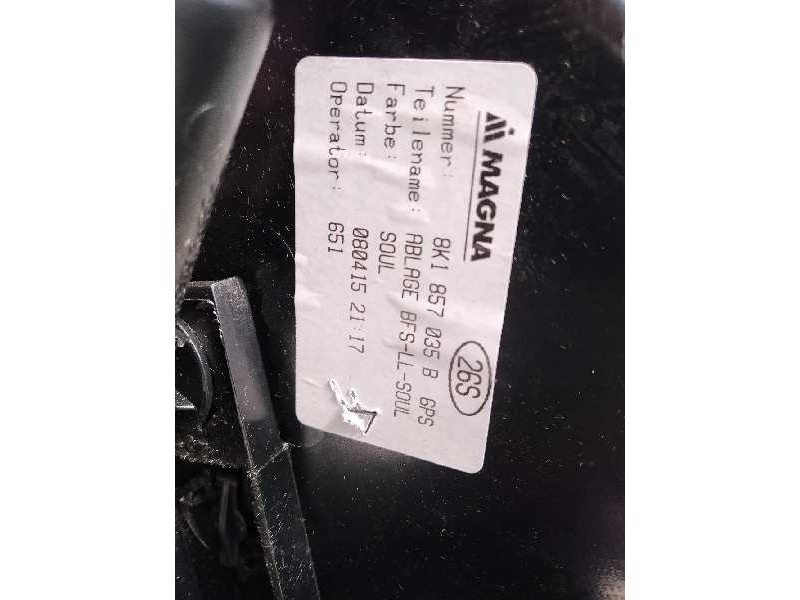 MAGNA
26S
Nummer: 8K1 857 035 B 6PS
Teilename: ABLAGE BFS-LL-SOUL
Farbe: SOUL
Datum: 080415 21:17
Operator: 651